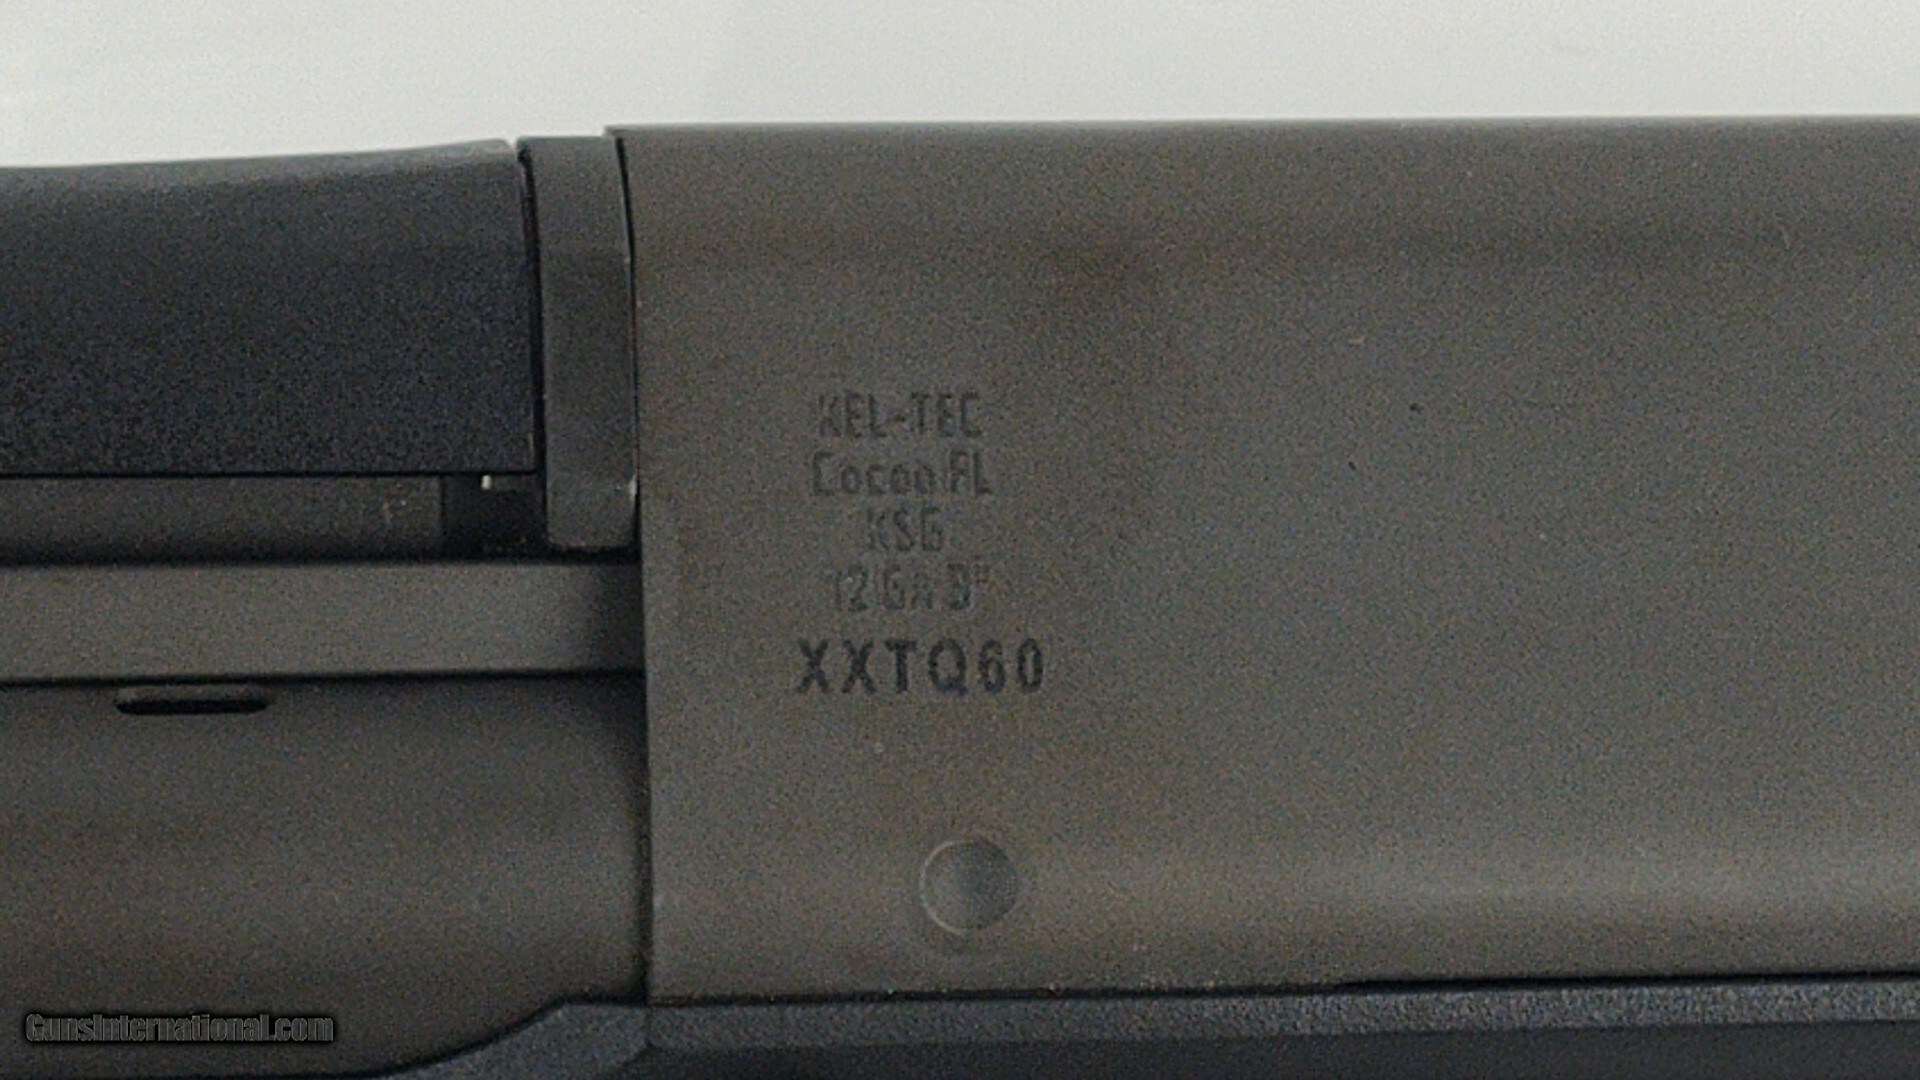 KEL-TEC
Cocoa FL
KSG
12 GA 3"
XXTQ60
GunsInternational.com